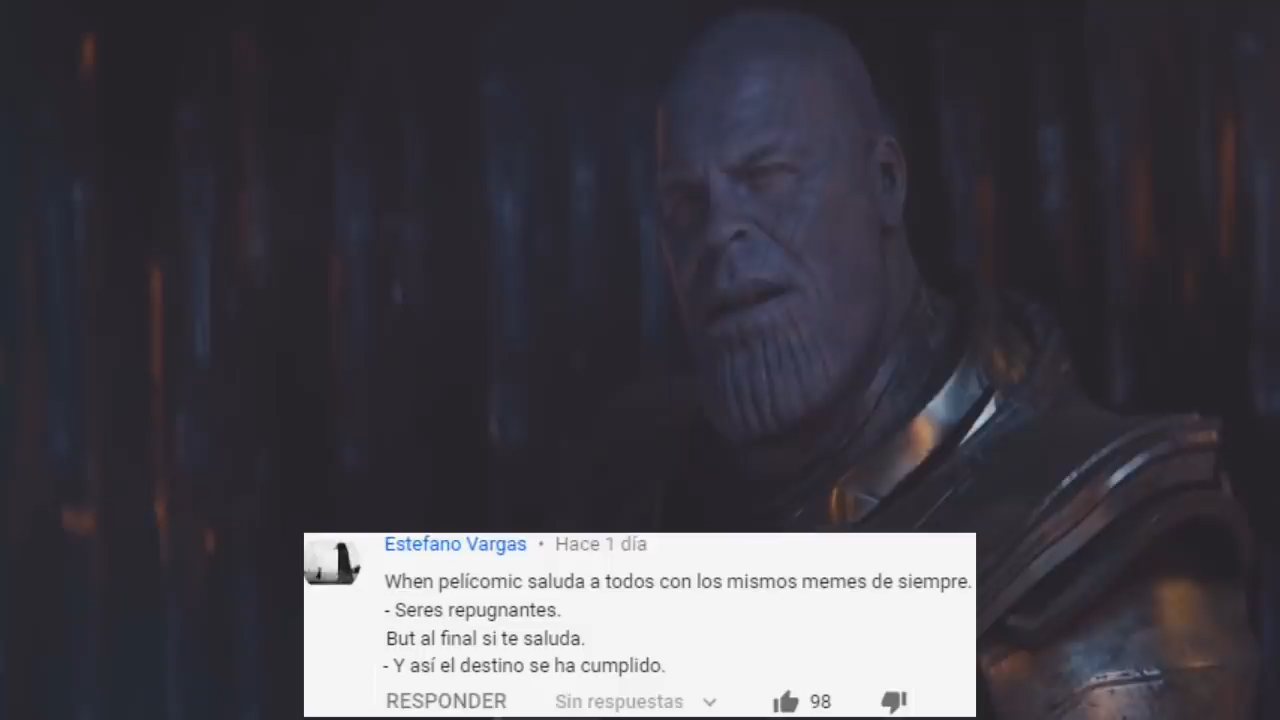 Estefano Vargas • Hace 1 día
When pelícomic saluda a todos con los mismos memes de siempre.
- Seres repugnantes.
But al final si te saluda.
- Y así el destino se ha cumplido.
RESPONDER Sin respuestas 98